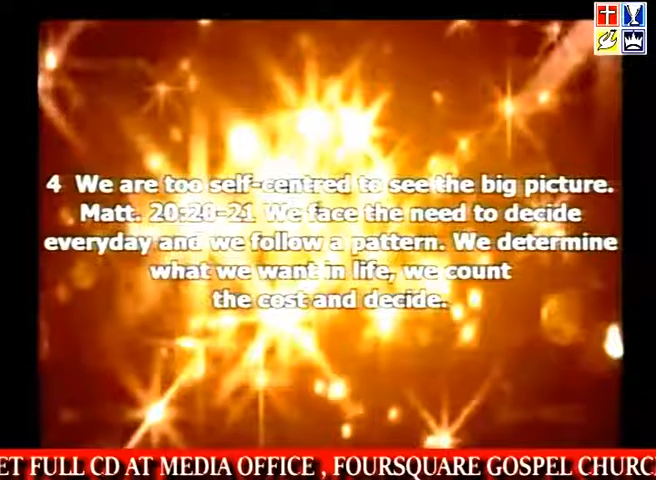 4 We are too self-centred to see the big picture.
Matt. 20:20-21 We face the need to decide
everyday and we follow a pattern. We determine
what we want in life, we count
the cost and decide.
ET FULL CD AT MEDIA OFFICE , FOURSQUARE GOSPEL CHURC